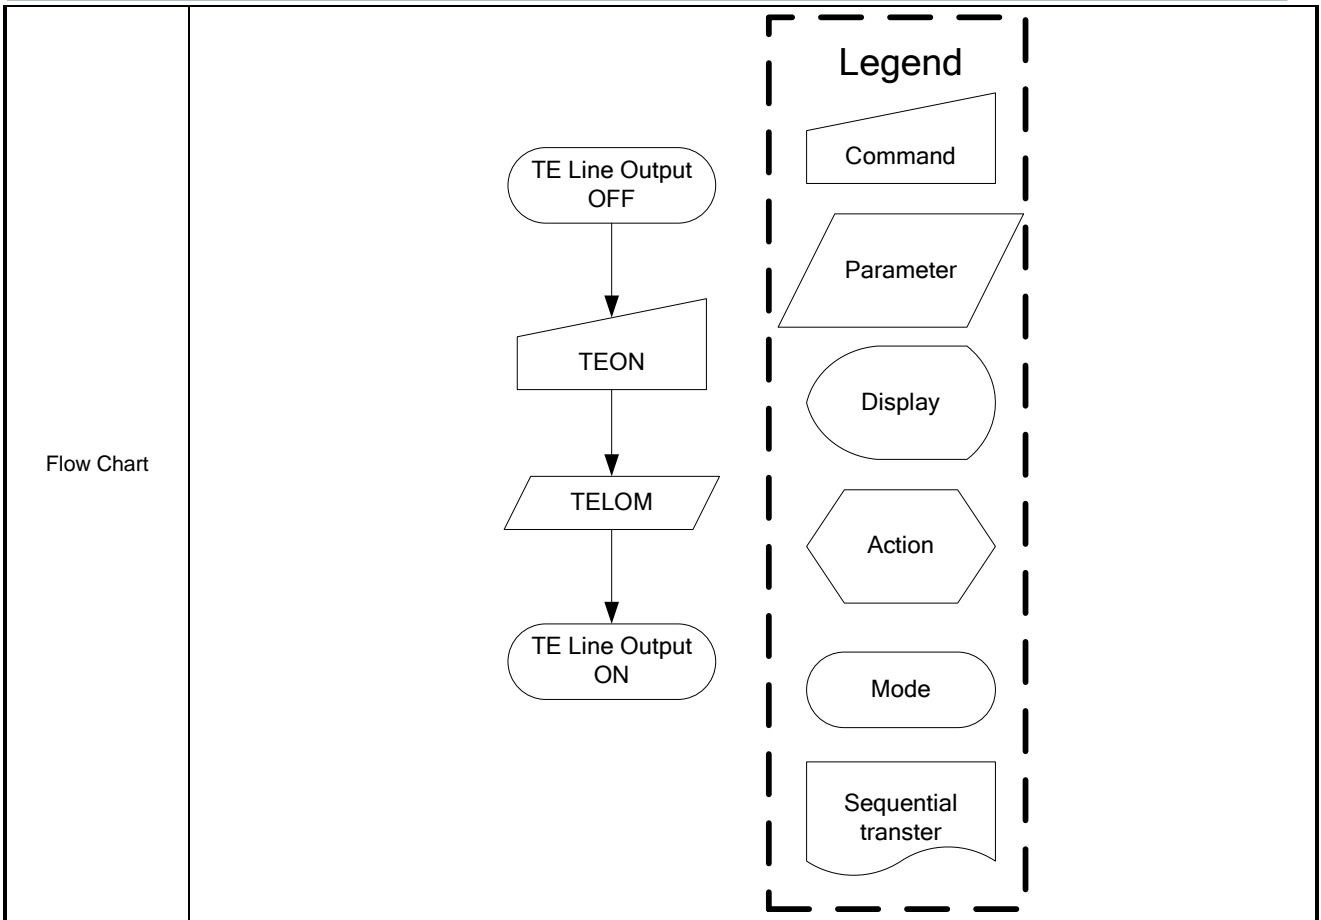 Flow Chart
TE Line Output
OFF
TEON
TELOM
TE Line Output
ON
Legend
Command
Parameter
Display
Action
Mode
Sequential
transter